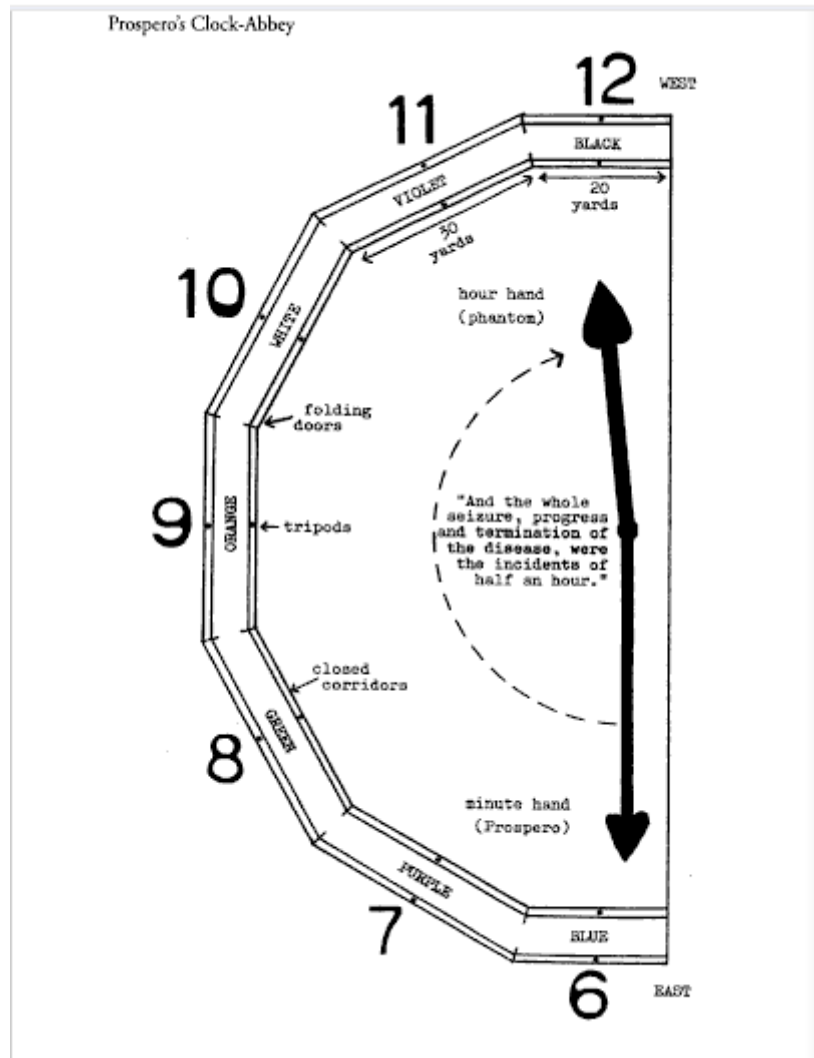 Prospero's Clock-Abbey
12
WEST
11
BLACK
VIOLET
20
yards
30
yards
10
hour hand
(phantom)
WHITE
folding
doors
"And the whole
seizure, progress
and termination of
the disease, were
the incidents of
half an hour."
9
ORANGE
tripods
closed
corridors
GREEN
8
minute hand
(Prospero)
PURPLE
7
BLUE
6
EAST